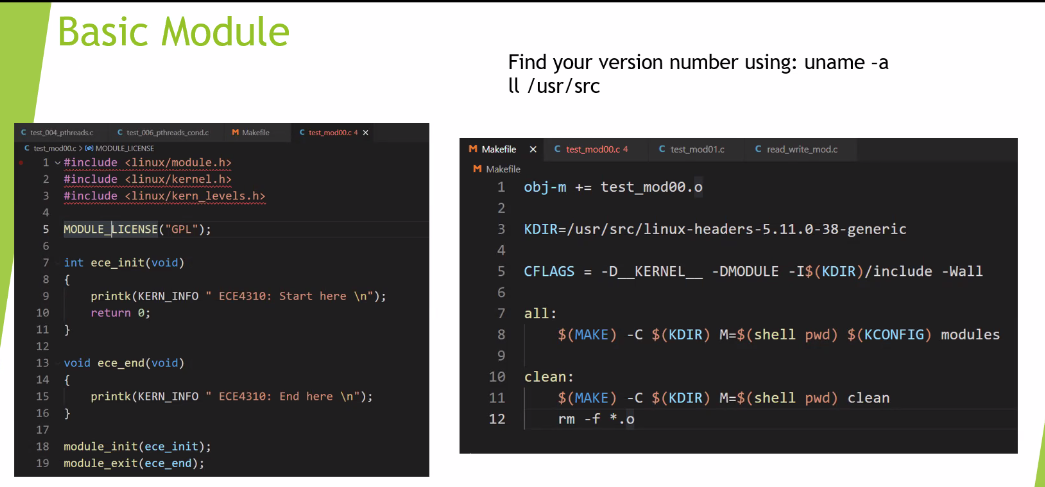 Basic Module
Find your version number using: uname -a
ll /usr/src
test_004_pthreads.c test_006_pthreads_cond.c Makefile test_mod00.c 4 ×
test_mod00.c > MODULE_LICENSE
1 #include <linux/module.h>
2 #include <linux/kernel.h>
3 #include <linux/kern_levels.h>
4
5 MODULE_LICENSE("GPL");
6
7 int ece_init(void)
8 {
9 printk(KERN_INFO " ECE4310: Start here \n");
10 return 0;
11 }
12
13 void ece_end(void)
14 {
15 printk(KERN_INFO " ECE4310: End here \n");
16 }
17
18 module_init(ece_init);
19 module_exit(ece_end);
M Makefile × C test_mod00.c 4 C test_mod01.c C read_write_mod.c
M Makefile
1 obj-m += test_mod00.o
2
3 KDIR=/usr/src/linux-headers-5.11.0-38-generic
4
5 CFLAGS = -D__KERNEL__ -DMODULE -I$(KDIR)/include -Wall
6
7 all:
8 $(MAKE) -C $(KDIR) M=$(shell pwd) $(KCONFIG) modules
9
10 clean:
11 $(MAKE) -C $(KDIR) M=$(shell pwd) clean
12 rm -f *.o